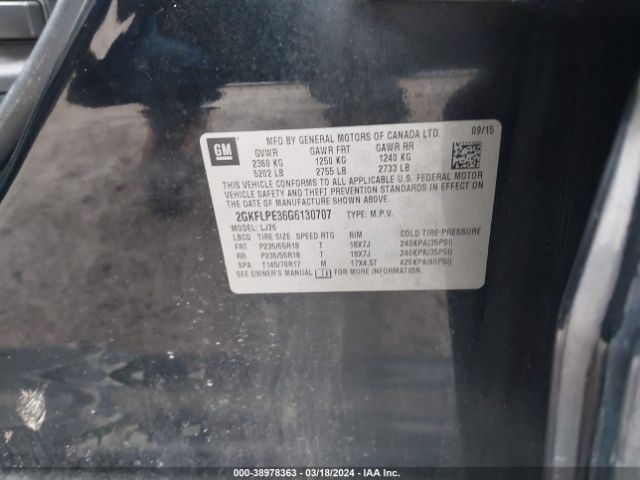 GM
MFD BY GENERAL MOTORS OF CANADA LTD. 09/15
GVWR GAWR FRT GAWR RR
2360 KG 1250 KG 1240 KG
5202 LB 2755 LB 2733 LB
THIS VEHICLE CONFORMS TO ALL APPLICABLE U.S. FEDERAL MOTOR
VEHICLE SAFETY AND THEFT PREVENTION STANDARDS IN EFFECT ON THE
DATE OF MANUFACTURE SHOWN ABOVE.
2GKFLPE36G6130707 TYPE: M.P.V.
MODEL: LJ26
LBCG TIRE SIZE SPEED RTG RIM COLD TIRE-PRESSURE
FRT P235/55R18 T 18X7J 240KPA(35PSI)
RR P235/55R18 T 18X7J 240KPA(35PSI)
SPA T145/70R17 M 17X4.5T 420KPA(60PSI)
SEE OWNER'S MANUAL FOR MORE INFORMATION.
0-38978363 - 03/18/2024 - IAA Inc.